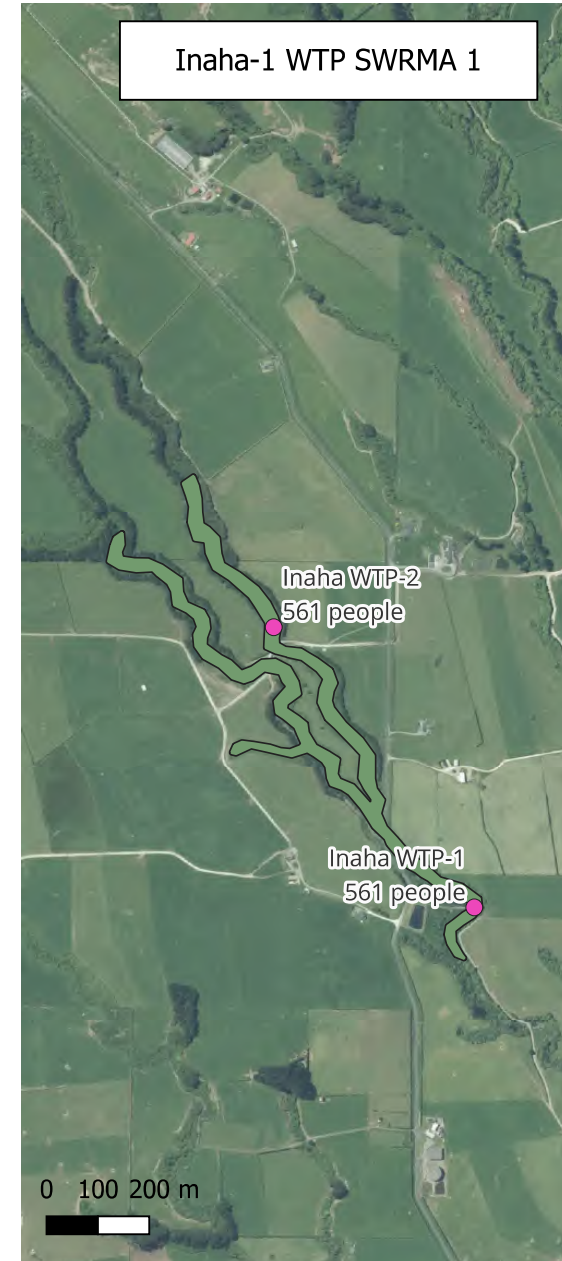 Inaha-1 WTP SWRMA 1
Inaha WTP-2
561 people
Inaha WTP-1
561 people
0 100 200 m